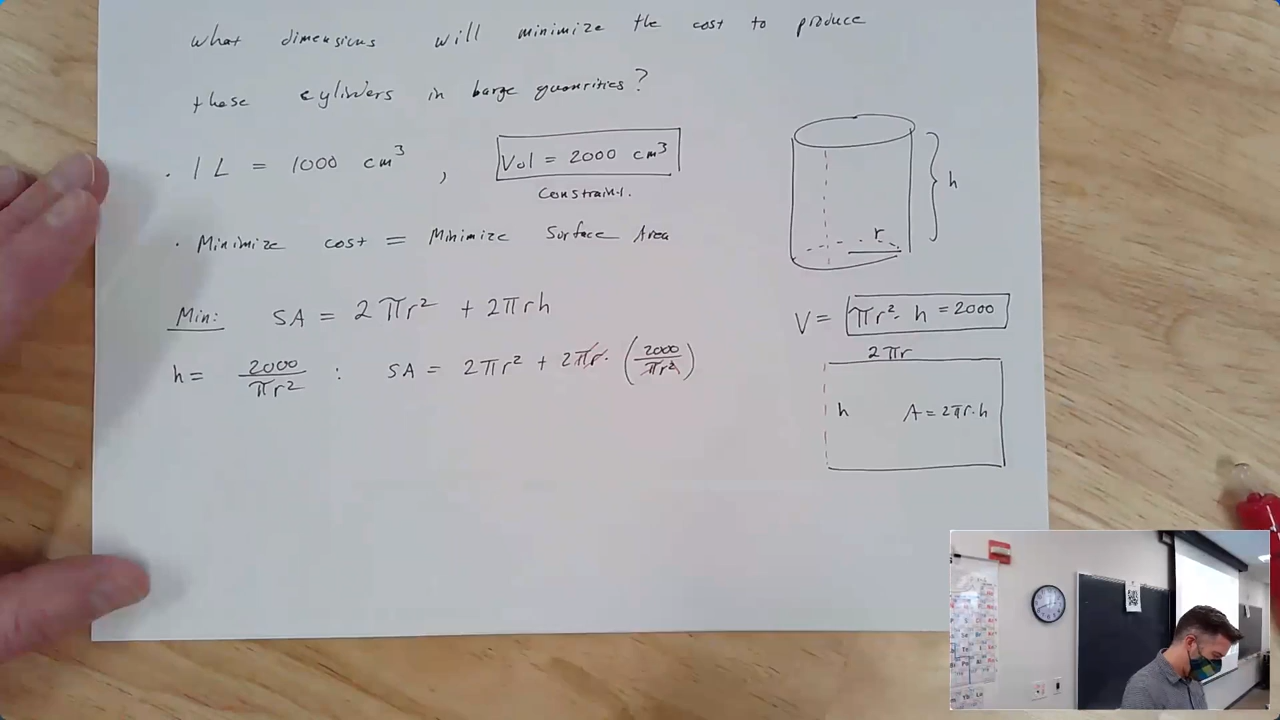 What dimensions will minimize the cost to produce
these cylinders in large quantities?
. 1 L = 1000 cm³ , Vol = 2000 cm³
constraint.
. Minimize cost = Minimize Surface Area
h
r
Min: SA = 2πr² + 2πrh
V = πr² · h = 2000
h = 2000/πr² : SA = 2πr² + 2πr · (2000/πr²)
2πr
h A = 2πr·h